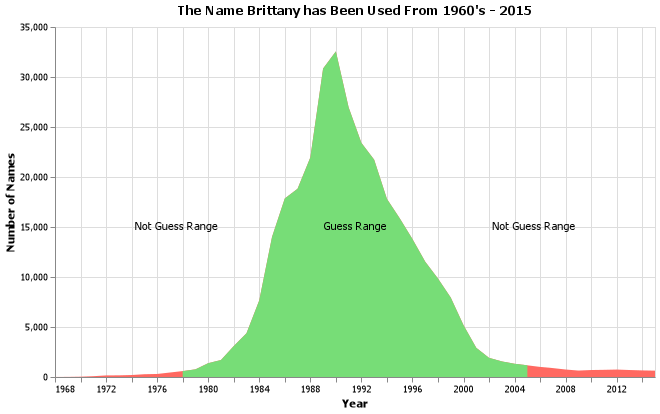 The Name Brittany has Been Used From 1960's - 2015
35,000
30,000
25,000
20,000
15,000
10,000
5,000
0
Number of Names
Not Guess Range
Guess Range
Not Guess Range
1968 1972 1976 1980 1984 1988 1992 1996 2000 2004 2008 2012
Year